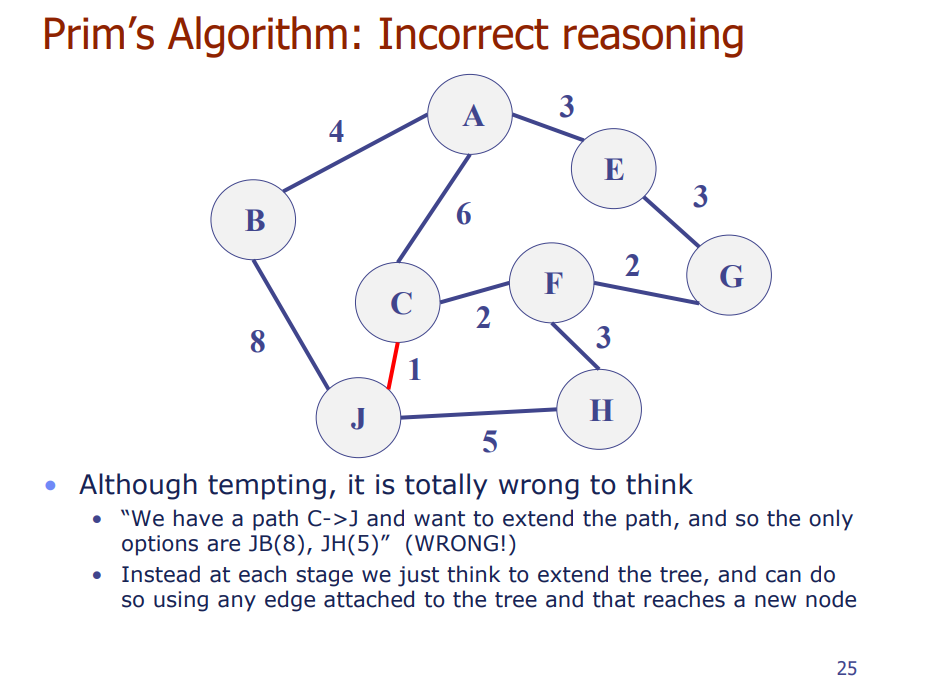 Prim's Algorithm: Incorrect reasoning
A
3
4
E
3
B
6
G
2
F
C
2
3
8
1
J
H
5
• Although tempting, it is totally wrong to think
• “We have a path C->J and want to extend the path, and so the only
options are JB(8), JH(5)” (WRONG!)
• Instead at each stage we just think to extend the tree, and can do
so using any edge attached to the tree and that reaches a new node
25